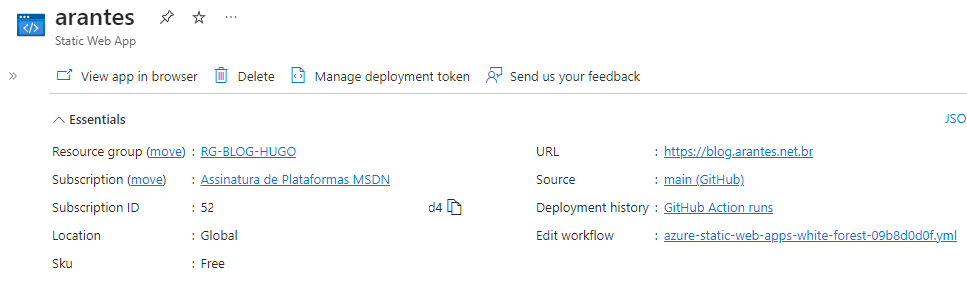 arantes
Static Web App
View app in browser Delete Manage deployment token Send us your feedback
Essentials
JSO
Resource group (move) : RG-BLOG-HUGO
Subscription (move) : Assinatura de Plataformas MSDN
Subscription ID : 52 d4
Location : Global
Sku : Free
URL : https://blog.arantes.net.br
Source : main (GitHub)
Deployment history : GitHub Action runs
Edit workflow : azure-static-web-apps-white-forest-09b8d0d0f.yml